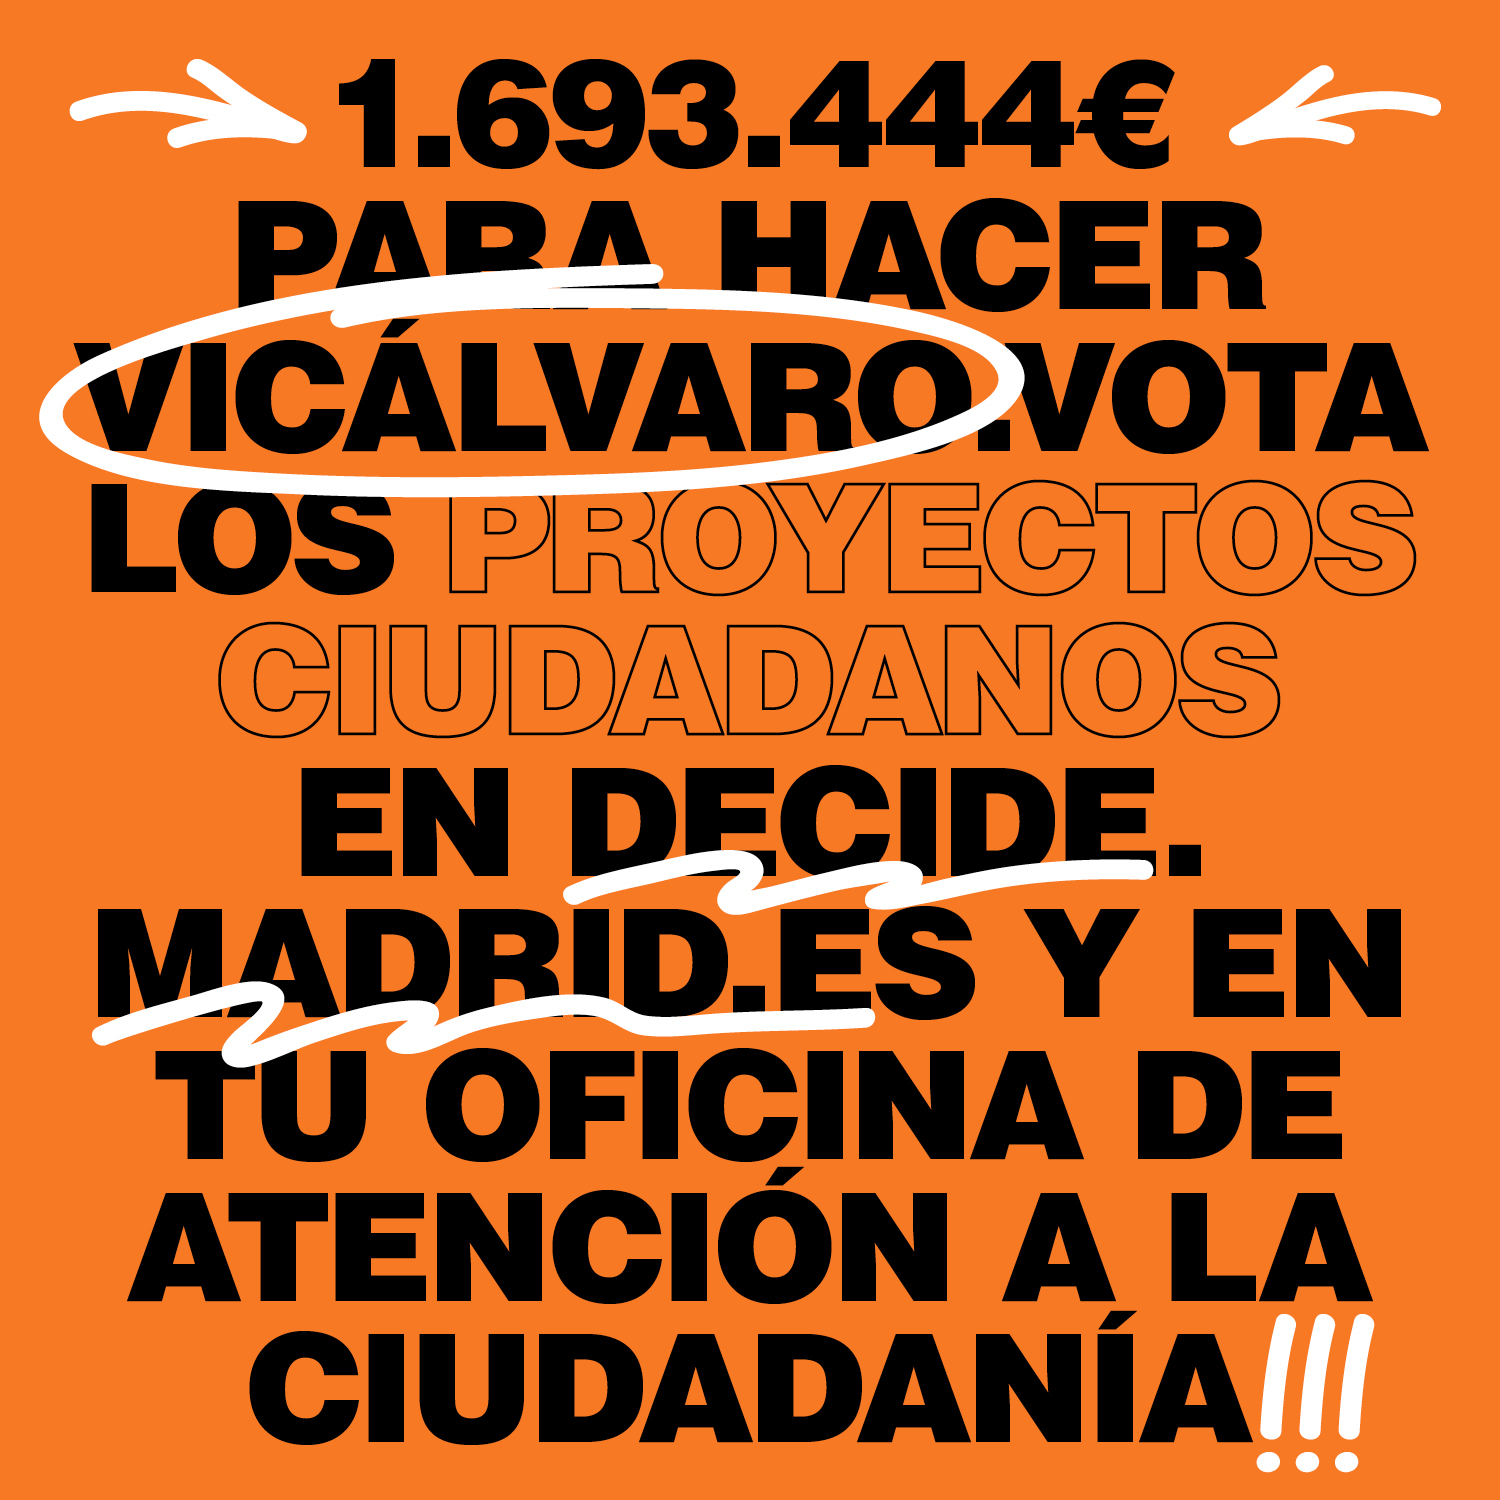 1.693.444€
PARA HACER
VICÁLVARO.VOTA
LOS PROYECTOS
CIUDADANOS
EN DECIDE.
MADRID.ES Y EN
TU OFICINA DE
ATENCIÓN A LA
CIUDADANÍA!!!